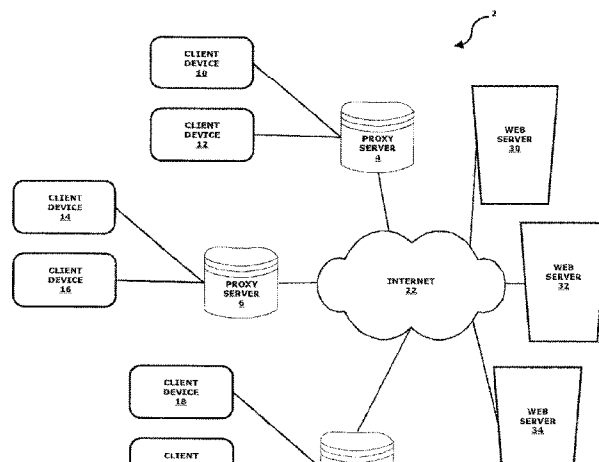 2
CLIENT
DEVICE
10
CLIENT
DEVICE
12
PROXY
SERVER
4
WEB
SERVER
30
CLIENT
DEVICE
14
CLIENT
DEVICE
16
PROXY
SERVER
6
INTERNET
22
WEB
SERVER
32
CLIENT
DEVICE
18
WEB
SERVER
34
CLIENT